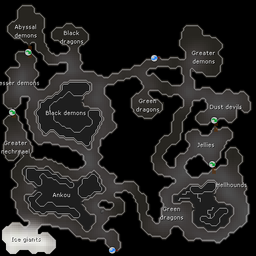 Abyssal
demons
Black
dragons
Greater
demons
esser demons
Green
dragons
Dust devils
Black demons
Greater
nechryael
Jellies
Ankou
Hellhounds
Green
dragons
Ice giants